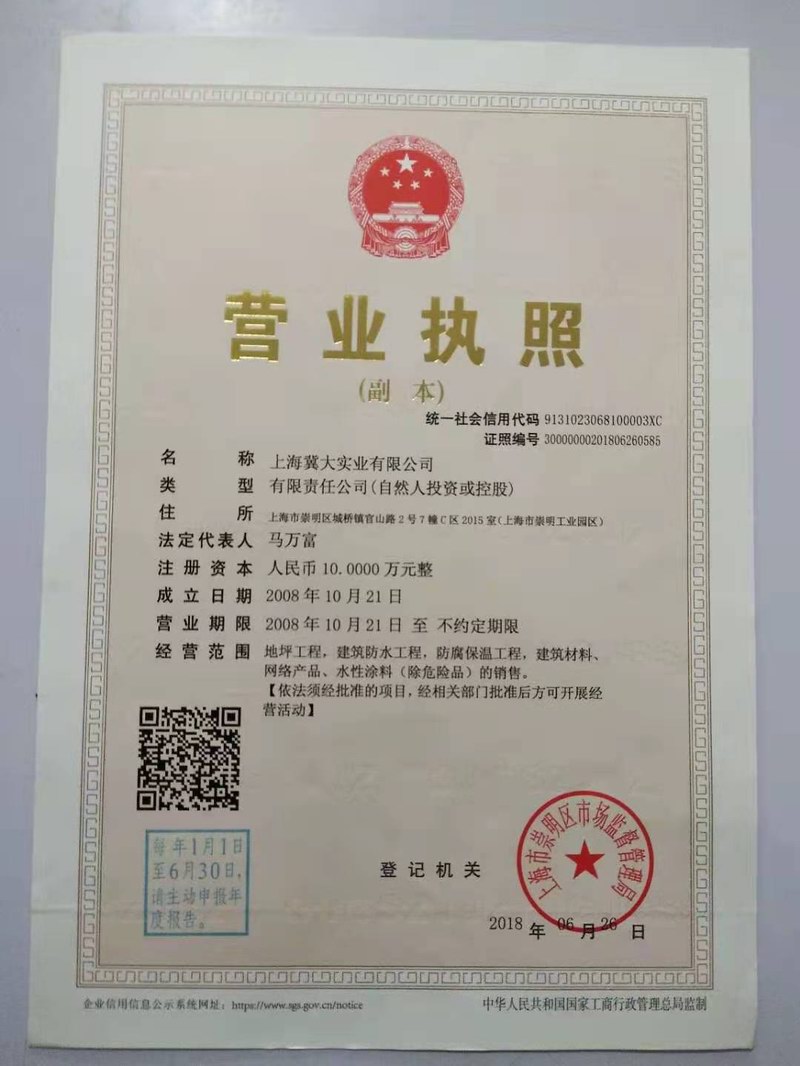 营业执照
(副 本)
统一社会信用代码 9131023068100003XC
证照编号 30000000201806260585
名 称 上海冀大实业有限公司
类 型 有限责任公司(自然人投资或控股)
住 所 上海市崇明区城桥镇官山路2号7幢C区2015室(上海市崇明工业园区)
法定代表人 马万富
注册资本 人民币10.0000万元整
成立日期 2008年10月21日
营业期限 2008年10月21日 至 不约定期限
经营范围 地坪工程，建筑防水工程，防腐保温工程，建筑材料、
网络产品、水性涂料（除危险品）的销售。
【依法须经批准的项目，经相关部门批准后方可开展经
营活动】
每年1月1日
至6月30日，
请主动申报年
度报告。
登记机关
上海市崇明区市场监督管理局
2018 年 06 月 26 日
企业信用信息公示系统网址：https://www.sgs.gov.cn/notice
中华人民共和国国家工商行政管理总局监制